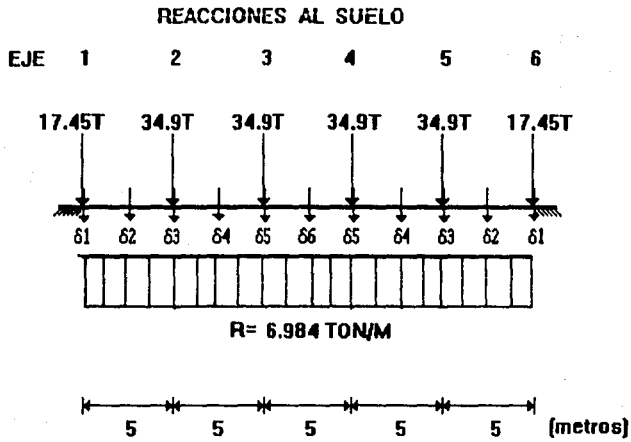 REACCIONES AL SUELO
EJE 1 2 3 4 5 6
17.45T 34.9T 34.9T 34.9T 34.9T 17.45T
δ1 δ2 δ3 δ4 δ5 δ6 δ5 δ4 δ3 δ2 δ1
R= 6.984 TON/M
5 5 5 5 5 (metros)